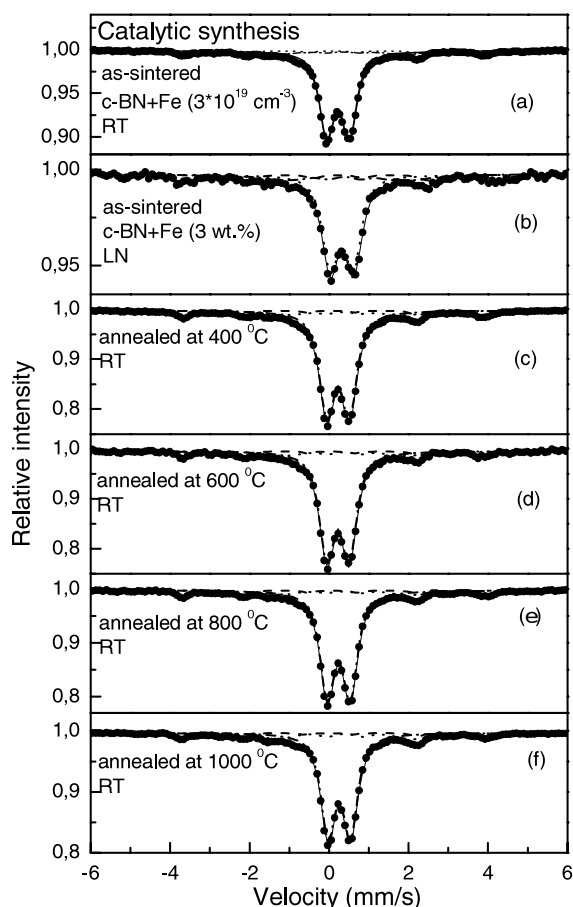 Catalytic synthesis
1,00
as-sintered
0,95
c-BN+Fe (3*10¹⁹ cm⁻³)
(a)
RT
0,90
1,00
as-sintered
c-BN+Fe (3 wt.%)
(b)
LN
0,95
1,0
annealed at 400 ⁰C
RT
(c)
0,9
0,8
1,0
annealed at 600 ⁰C
RT
(d)
0,9
0,8
1,0
annealed at 800 ⁰C
RT
(e)
0,9
0,8
1,0
annealed at 1000 ⁰C
RT
(f)
0,9
0,8
-6 -4 -2 0 2 4 6
Velocity (mm/s)
Relative intensity